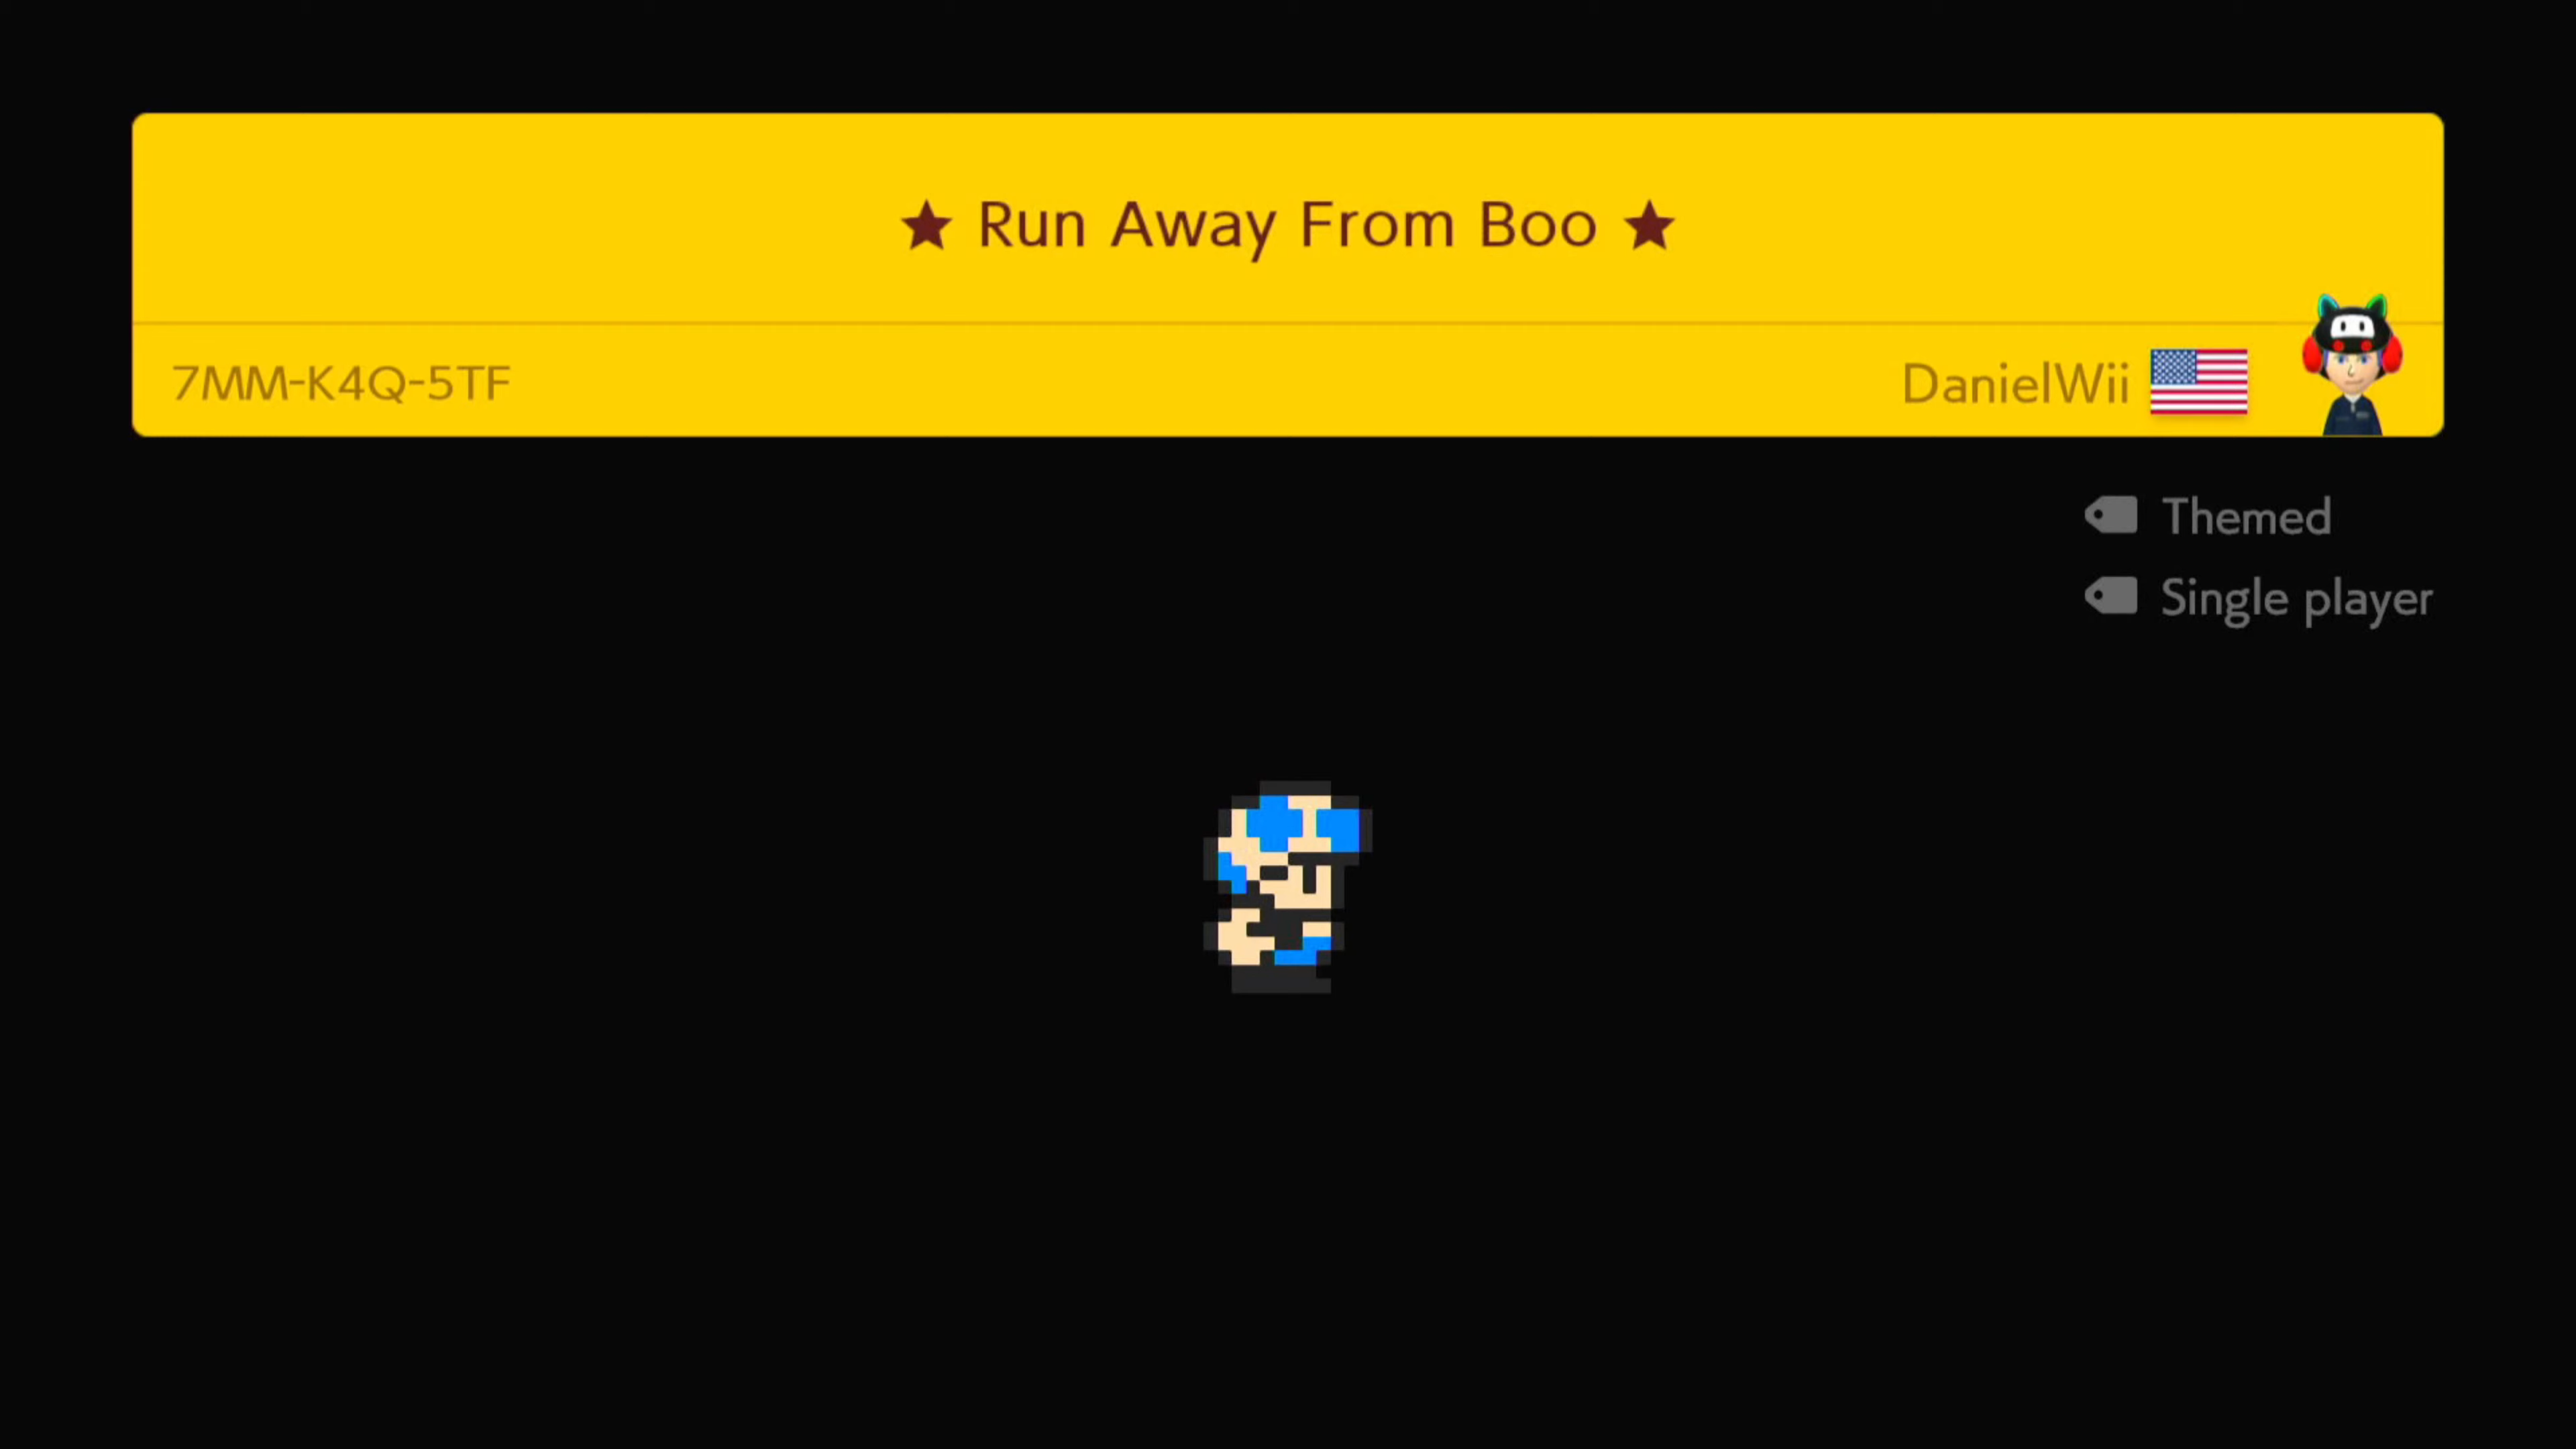 ★ Run Away From Boo ★
7MM-K4Q-5TF
DanielWii
Themed
Single player